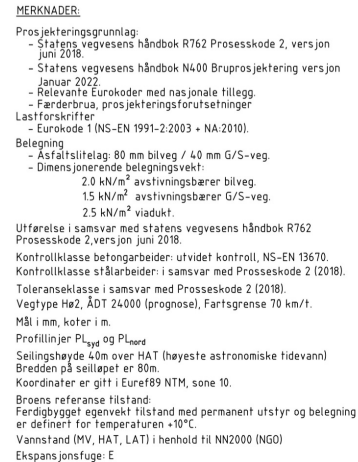 MERKNADER:
Prosjekteringsgrunnlag:
- Statens vegvesens håndbok R762 Prosesskode 2, versjon
juni 2018.
- Statens vegvesens håndbok N400 Bruprosjektering versjon
Januar 2022.
- Relevante Eurokoder med nasjonale tillegg.
- Færderbrua, prosjekteringsforutsetninger
Lastforskrifter
- Eurokode 1 (NS-EN 1991-2:2003 + NA:2010).
Belegning
- Asfaltslitelag: 80 mm bilveg / 40 mm G/S-veg.
- Dimensjonerende belegningsvekt:
2.0 kN/m² avstivningsbærer bilveg.
1.5 kN/m² avstivningsbærer G/S-veg.
2.5 kN/m² viadukt.
Utførelse i samsvar med statens vegvesens håndbok R762
Prosesskode 2,versjon juni 2018.
Kontrollklasse betongarbeider: utvidet kontroll, NS-EN 13670.
Kontrollklasse stålarbeider: i samsvar med Prosseskode 2 (2018).
Toleranseklasse i samsvar med Prosseskode 2 (2018).
Vegtype Hø2, ÅDT 24000 (prognose), Fartsgrense 70 km/t.
Mål i mm, koter i m.
Profillinjer PLsyd og PLnord
Seilingshøyde 40m over HAT (høyeste astronomiske tidevann)
Bredden på seilløpet er 80m.
Koordinater er gitt i Euref89 NTM, sone 10.
Broens referanse tilstand:
Ferdigbygget egenvekt tilstand med permanent utstyr og belegning
er definert for temperaturen +10°C.
Vannstand (MV, HAT, LAT) i henhold til NN2000 (NGO)
Ekspansjonsfuge: E